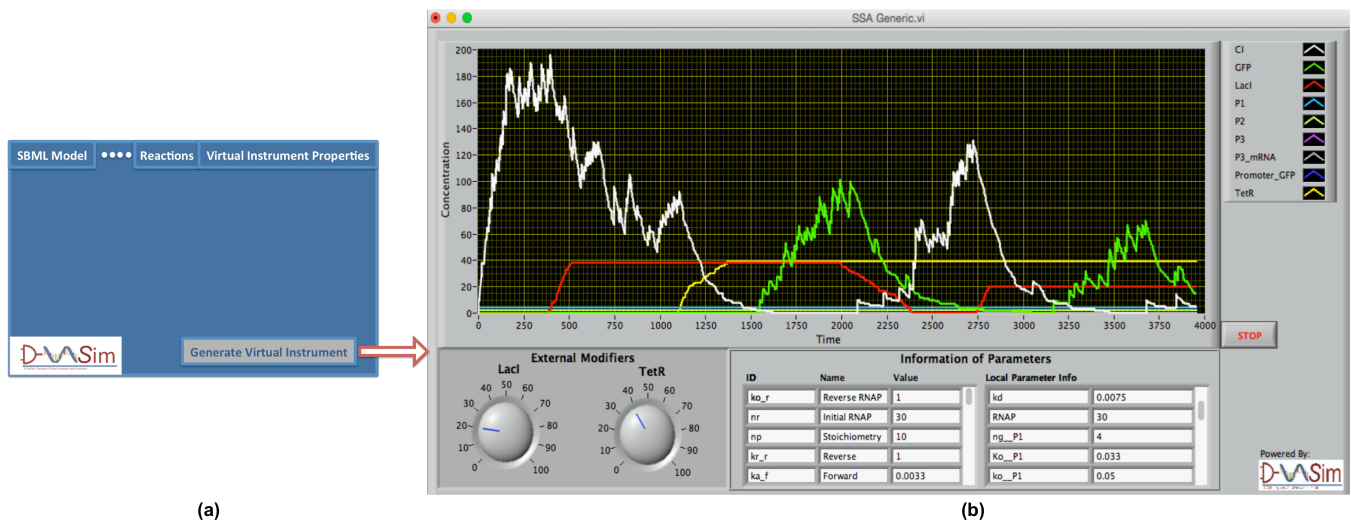 SBML Model •••• Reactions Virtual Instrument Properties
D-VASim
Generate Virtual Instrument
(a)
SSA Generic.vi
Concentration
200
180
160
140
120
100
80
60
40
20
0
0 250 500 750 1000 1250 1500 1750 2000 2250 2500 2750 3000 3250 3500 3750 4000
Time
CI
GFP
LacI
P1
P2
P3
P3_mRNA
Promoter_GFP
TetR
STOP
External Modifiers
LacI
0 10 20 30 40 50 60 70 80 90 100
TetR
0 10 20 30 40 50 60 70 80 90 100
Information of Parameters
ID Name Value Local Parameter Info
ko_r Reverse RNAP 1 kd 0.0075
nr Initial RNAP 30 RNAP 30
np Stoichiometry 10 ng__P1 4
kr_r Reverse 1 Ko__P1 0.033
ka_f Forward 0.0033 ko__P1 0.05
Powered By:
D-VASim
(b)